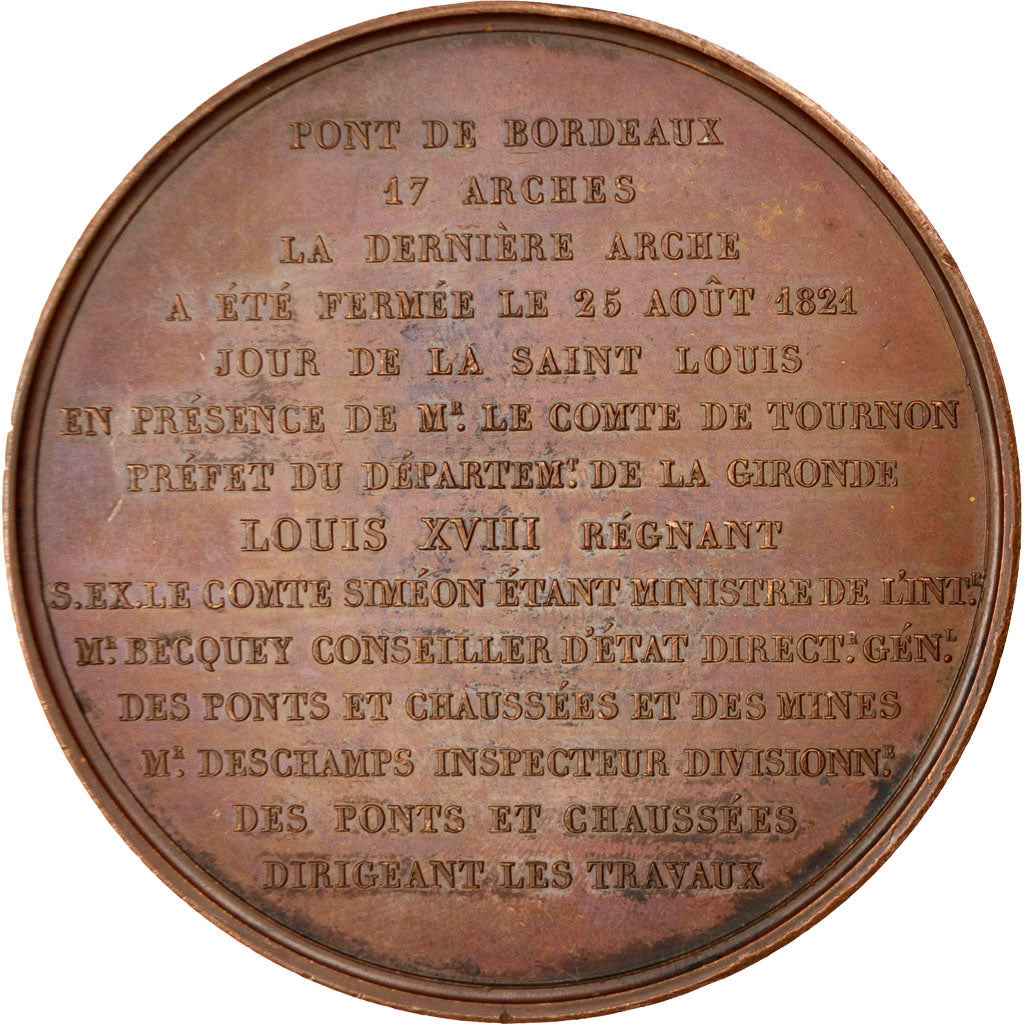 PONT DE BORDEAUX
17 ARCHES
LA DERNIÈRE ARCHE
A ÉTÉ FERMÉE LE 25 AOÛT 1821
JOUR DE LA SAINT LOUIS
EN PRÉSENCE DE Mᴿ. LE COMTE DE TOURNON
PRÉFET DU DÉPARTEMᵀ. DE LA GIRONDE
LOUIS XVIII RÉGNANT
S.EX.LE COMTE SIMÉON ÉTANT MINISTRE DE L'INTᴿ.
Mᴿ. BECQUEY CONSEILLER D'ÉTAT DIRECTᴿ. GÉNᴸ.
DES PONTS ET CHAUSSÉES ET DES MINES
Mᴿ. DESCHAMPS INSPECTEUR DIVISIONNᴿᴱ.
DES PONTS ET CHAUSSÉES
DIRIGEANT LES TRAVAUX